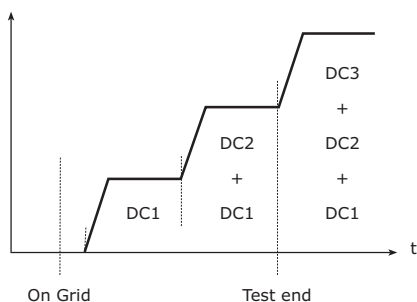 DC3
+
DC2
DC2
+
+
DC1
DC1
DC1
t
On Grid
Test end